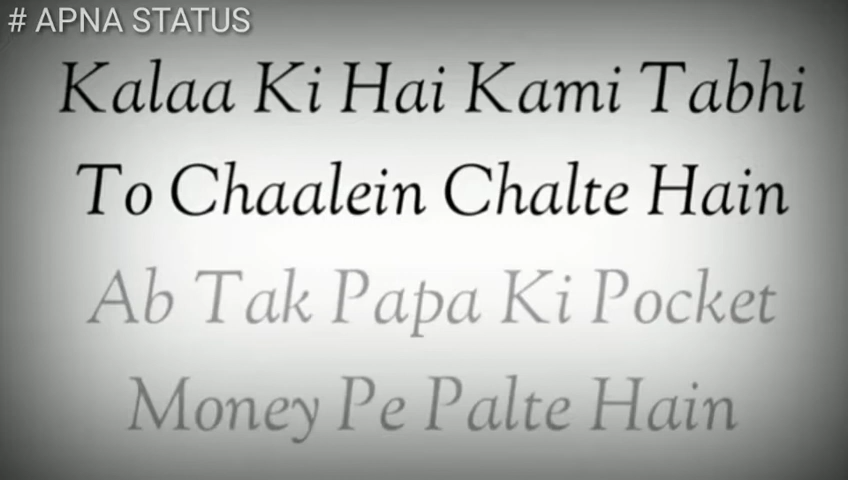 # APNA STATUS
Kalaa Ki Hai Kami Tabhi
To Chaalein Chalte Hain
Ab Tak Papa Ki Pocket
Money Pe Palte Hain